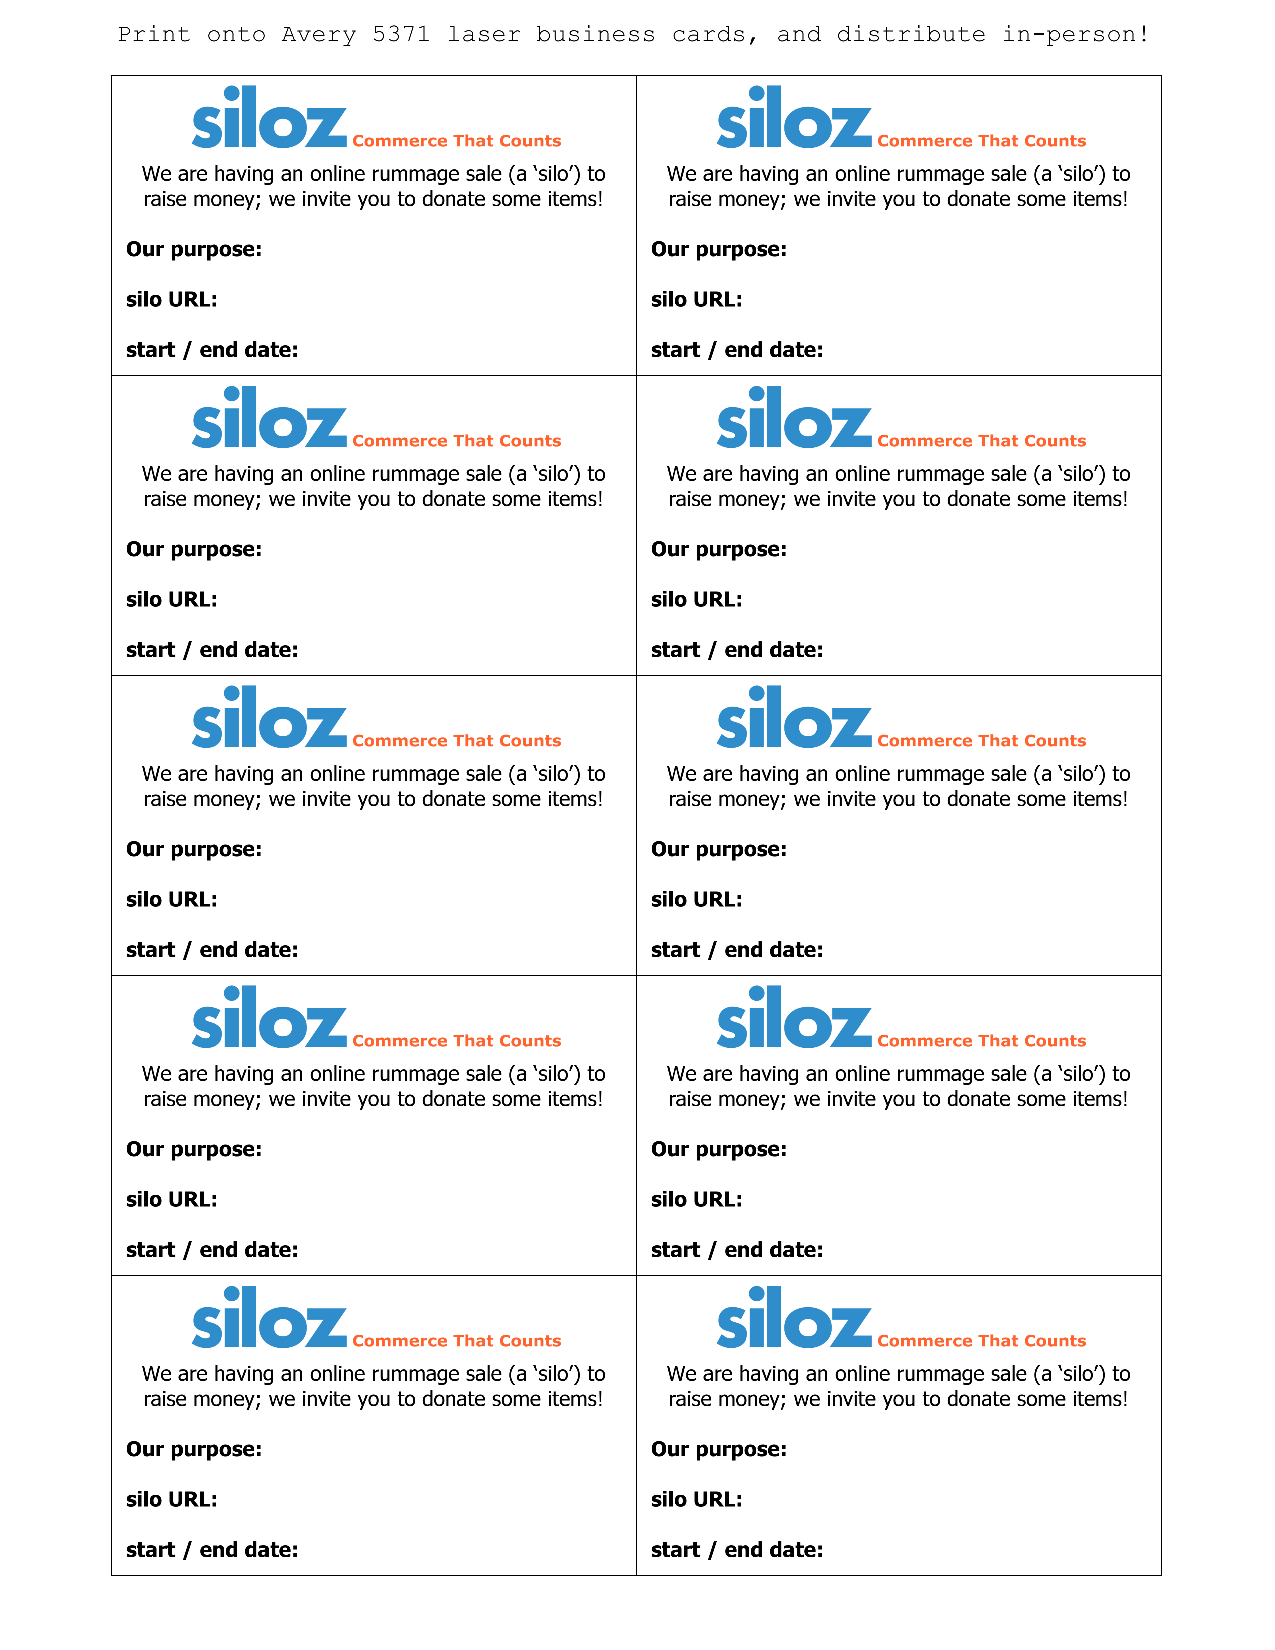 Print onto Avery 5371 laser business cards, and distribute in-person!
siloz Commerce That Counts
We are having an online rummage sale (a ‘silo’) to
raise money; we invite you to donate some items!
Our purpose:
silo URL:
start / end date:
siloz Commerce That Counts
We are having an online rummage sale (a ‘silo’) to
raise money; we invite you to donate some items!
Our purpose:
silo URL:
start / end date:
siloz Commerce That Counts
We are having an online rummage sale (a ‘silo’) to
raise money; we invite you to donate some items!
Our purpose:
silo URL:
start / end date:
siloz Commerce That Counts
We are having an online rummage sale (a ‘silo’) to
raise money; we invite you to donate some items!
Our purpose:
silo URL:
start / end date:
siloz Commerce That Counts
We are having an online rummage sale (a ‘silo’) to
raise money; we invite you to donate some items!
Our purpose:
silo URL:
start / end date:
siloz Commerce That Counts
We are having an online rummage sale (a ‘silo’) to
raise money; we invite you to donate some items!
Our purpose:
silo URL:
start / end date:
siloz Commerce That Counts
We are having an online rummage sale (a ‘silo’) to
raise money; we invite you to donate some items!
Our purpose:
silo URL:
start / end date:
siloz Commerce That Counts
We are having an online rummage sale (a ‘silo’) to
raise money; we invite you to donate some items!
Our purpose:
silo URL:
start / end date:
siloz Commerce That Counts
We are having an online rummage sale (a ‘silo’) to
raise money; we invite you to donate some items!
Our purpose:
silo URL:
start / end date:
siloz Commerce That Counts
We are having an online rummage sale (a ‘silo’) to
raise money; we invite you to donate some items!
Our purpose:
silo URL:
start / end date: